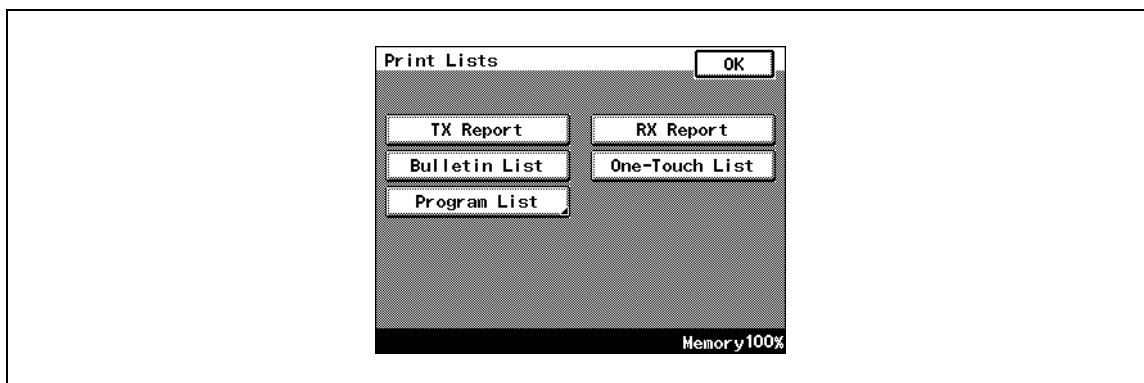 Print Lists OK
TX Report RX Report
Bulletin List One-Touch List
Program List
Memory100%